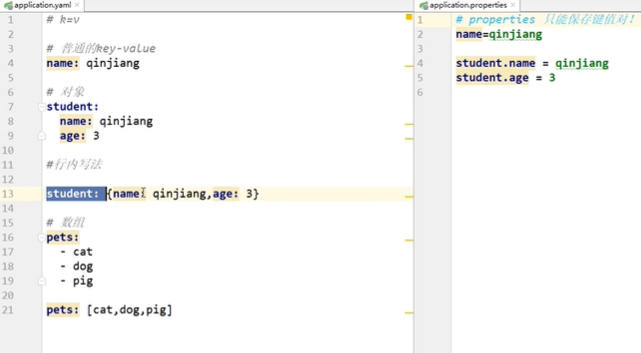 application.yaml
1 # k=v
2
3 # 普通的key-value
4 name: qinjiang
5
6 # 对象
7 student:
8 name: qinjiang
9 age: 3
10
11 #行内写法
12
13 student: {name: qinjiang,age: 3}
14
15 # 数组
16 pets:
17 - cat
18 - dog
19 - pig
20
21 pets: [cat,dog,pig]
application.properties
1 # properties 只能保存键值对!
2 name=qinjiang
3
4 student.name = qinjiang
5 student.age = 3
6